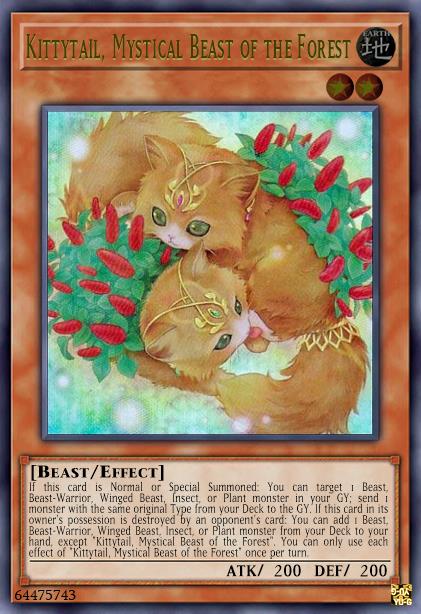 KITTYTAIL, MYSTICAL BEAST OF THE FOREST
EARTH
地
[BEAST/EFFECT]
If this card is Normal or Special Summoned: You can target 1 Beast,
Beast-Warrior, Winged Beast, Insect, or Plant monster in your GY; send 1
monster with the same original Type from your Deck to the GY. If this card in its
owner's possession is destroyed by an opponent's card: You can add 1 Beast,
Beast-Warrior, Winged Beast, Insect, or Plant monster from your Deck to your
hand, except "Kittytail, Mystical Beast of the Forest". You can only use each
effect of "Kittytail, Mystical Beast of the Forest" once per turn.
ATK/ 200 DEF/ 200
64475743